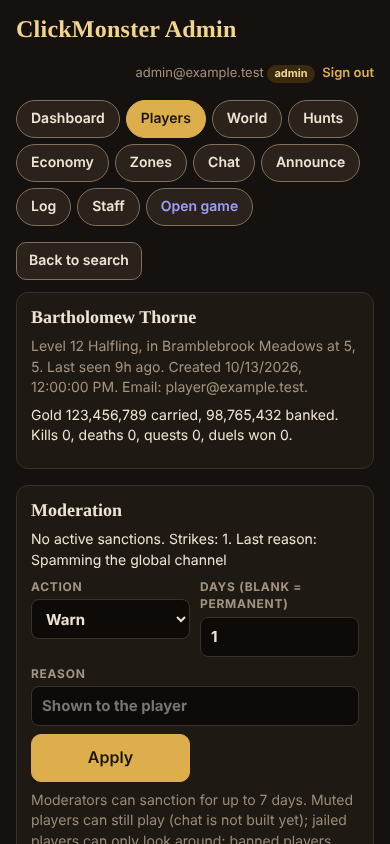 ClickMonster Admin
admin@example.test admin Sign out
Dashboard Players World Hunts
Economy Zones Chat Announce
Log Staff Open game
Back to search
Bartholomew Thorne
Level 12 Halfling, in Bramblebrook Meadows at 5,
5. Last seen 9h ago. Created 10/13/2026,
12:00:00 PM. Email: player@example.test.
Gold 123,456,789 carried, 98,765,432 banked.
Kills 0, deaths 0, quests 0, duels won 0.
Moderation
No active sanctions. Strikes: 1. Last reason:
Spamming the global channel
ACTION
Warn
DAYS (BLANK =
PERMANENT)
1
REASON
Shown to the player
Apply
Moderators can sanction for up to 7 days. Muted
players can still play (chat is not built yet); jailed
players can only look around; banned players